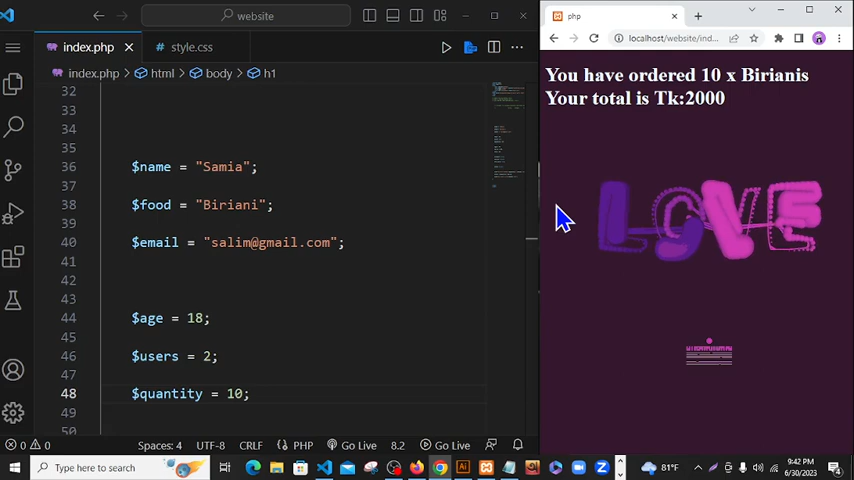 website
index.php
style.css
index.php > html > body > h1
32
33
34
35
36 $name = "Samia";
37
38 $food = "Biriani";
39
40 $email = "salim@gmail.com";
41
42
43
44 $age = 18;
45
46 $users = 2;
47
48 $quantity = 10;
49
50
0 0 Spaces: 4 UTF-8 CRLF PHP Go Live 8.2 Go Live
php
localhost/website/ind...
You have ordered 10 x Birianis
Your total is Tk:2000
LOVE
Type here to search
81°F
9:42 PM
6/30/2023